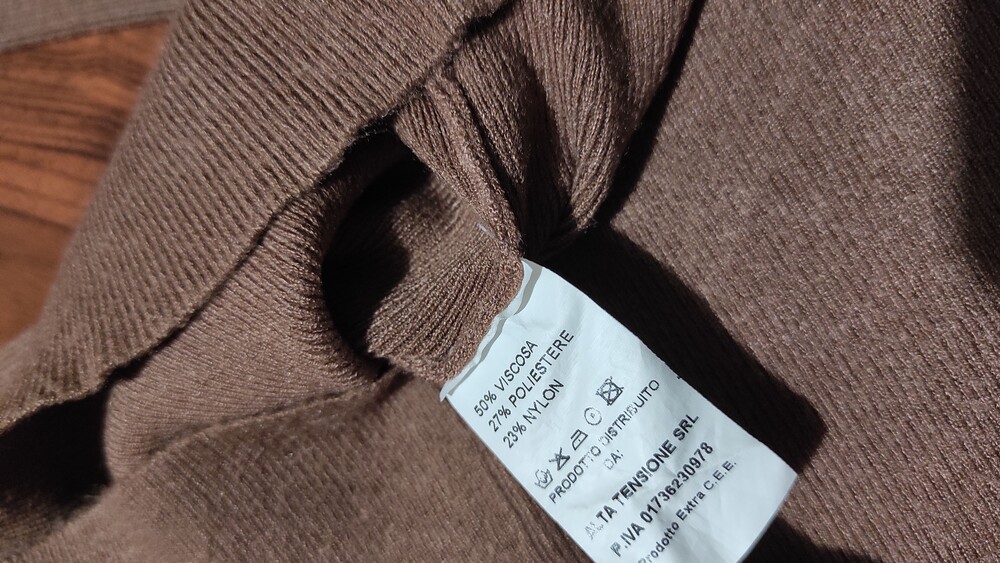 50% VISCOSA
27% POLIESTERE
23% NYLON
PRODOTTO DISTRIBUITO
DA:
ALTA TENSIONE SRL
P.IVA 01736230978
Prodotto Extra C.E.E.